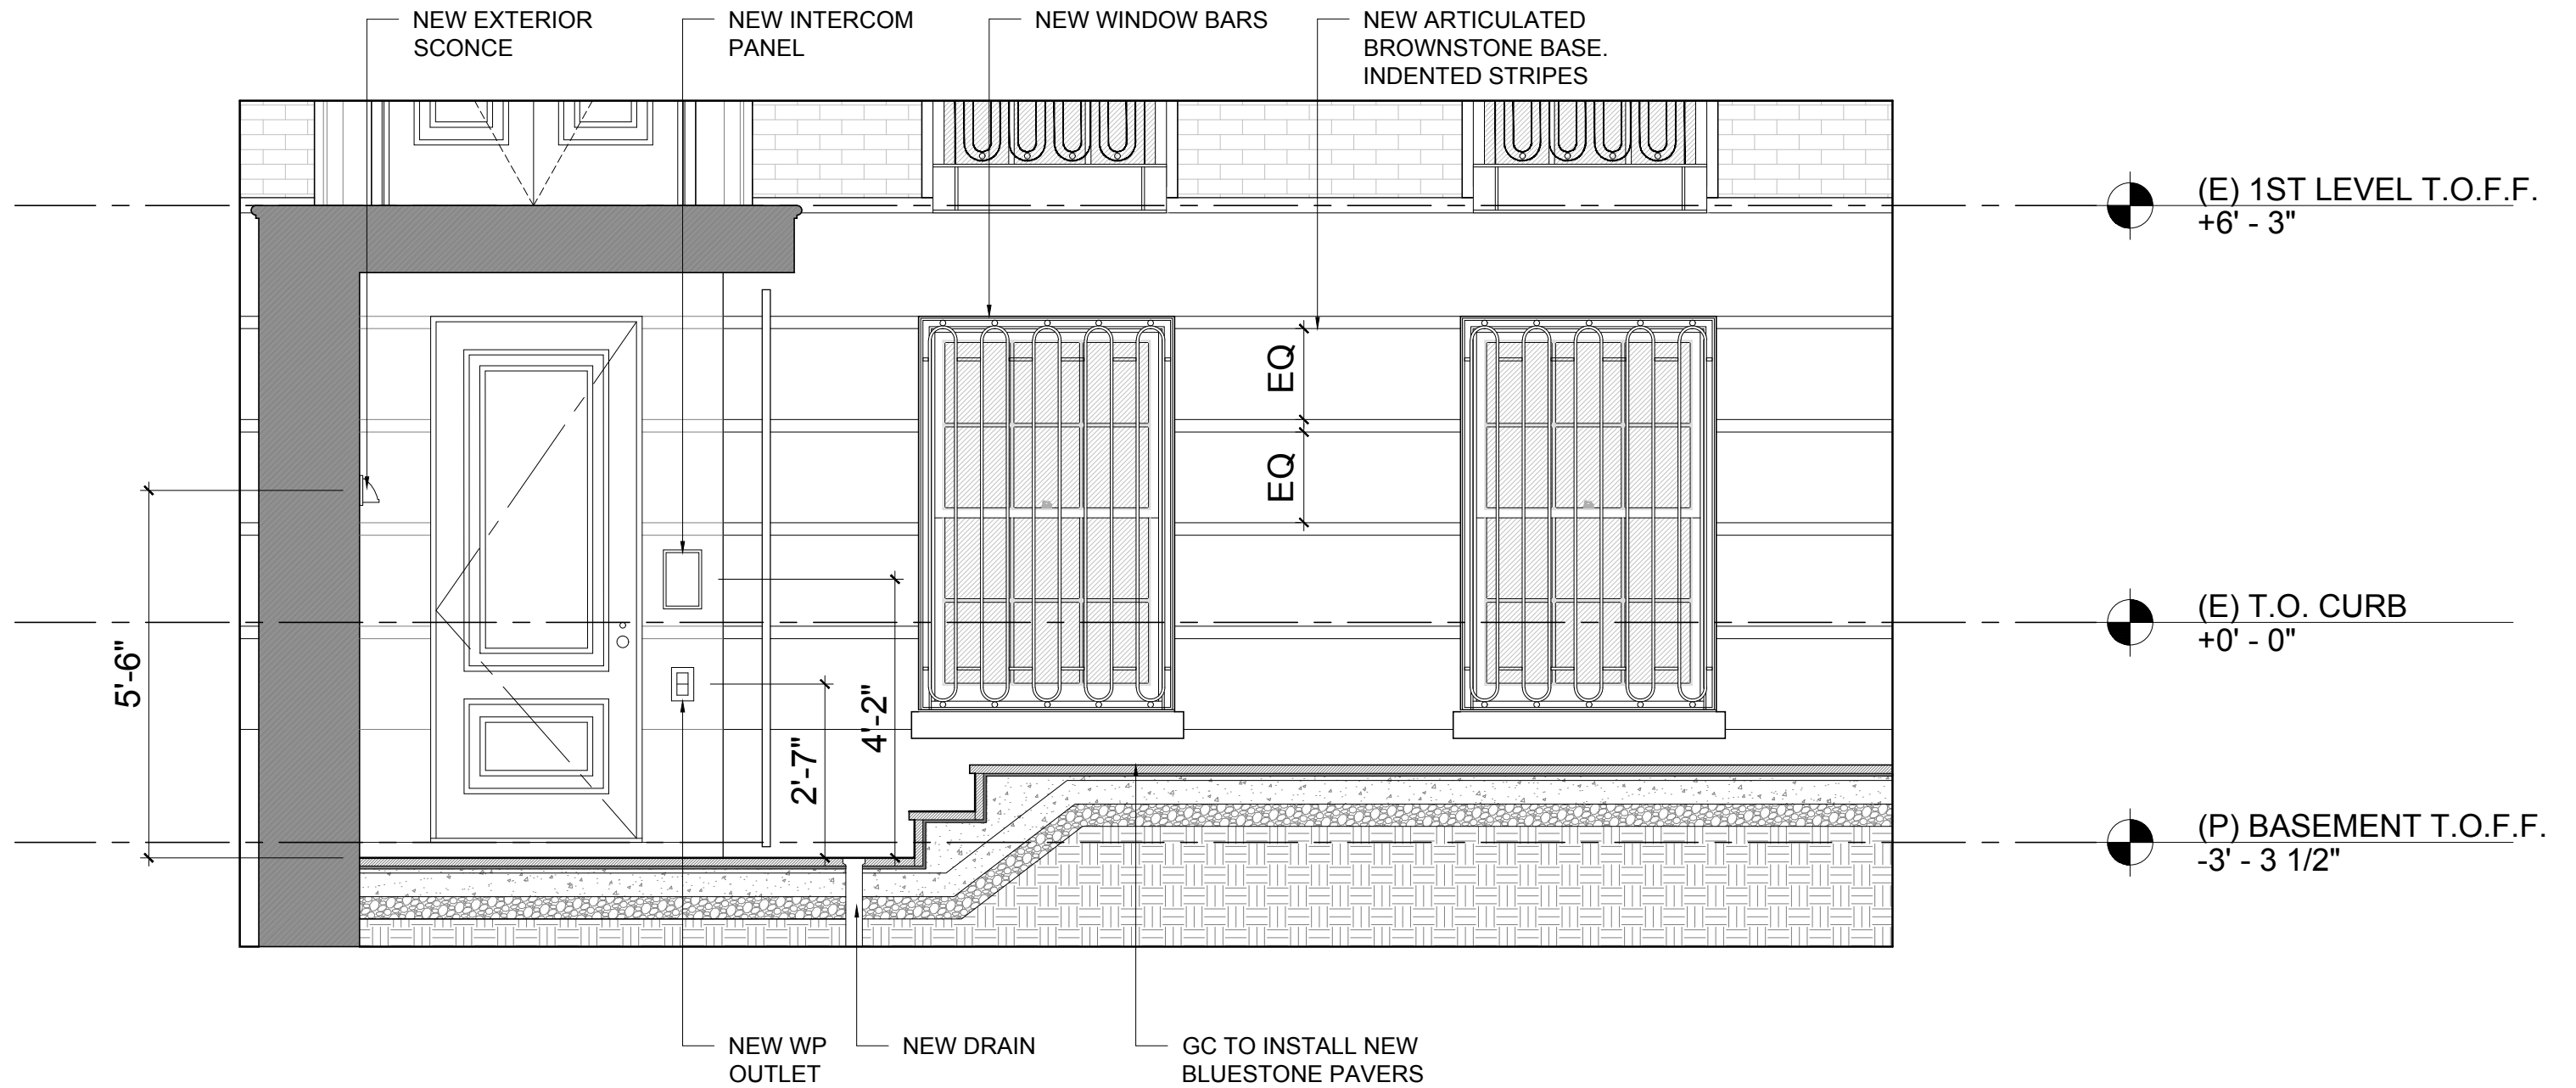 NEW EXTERIOR
SCONCE
NEW INTERCOM
PANEL
NEW WINDOW BARS
NEW ARTICULATED
BROWNSTONE BASE.
INDENTED STRIPES
(E) 1ST LEVEL T.O.F.F.
+6' - 3"
EQ
EQ
(E) T.O. CURB
+0' - 0"
5'-6"
4'-2"
2'-7"
(P) BASEMENT T.O.F.F.
-3' - 3 1/2"
NEW WP
OUTLET
NEW DRAIN
GC TO INSTALL NEW
BLUESTONE PAVERS